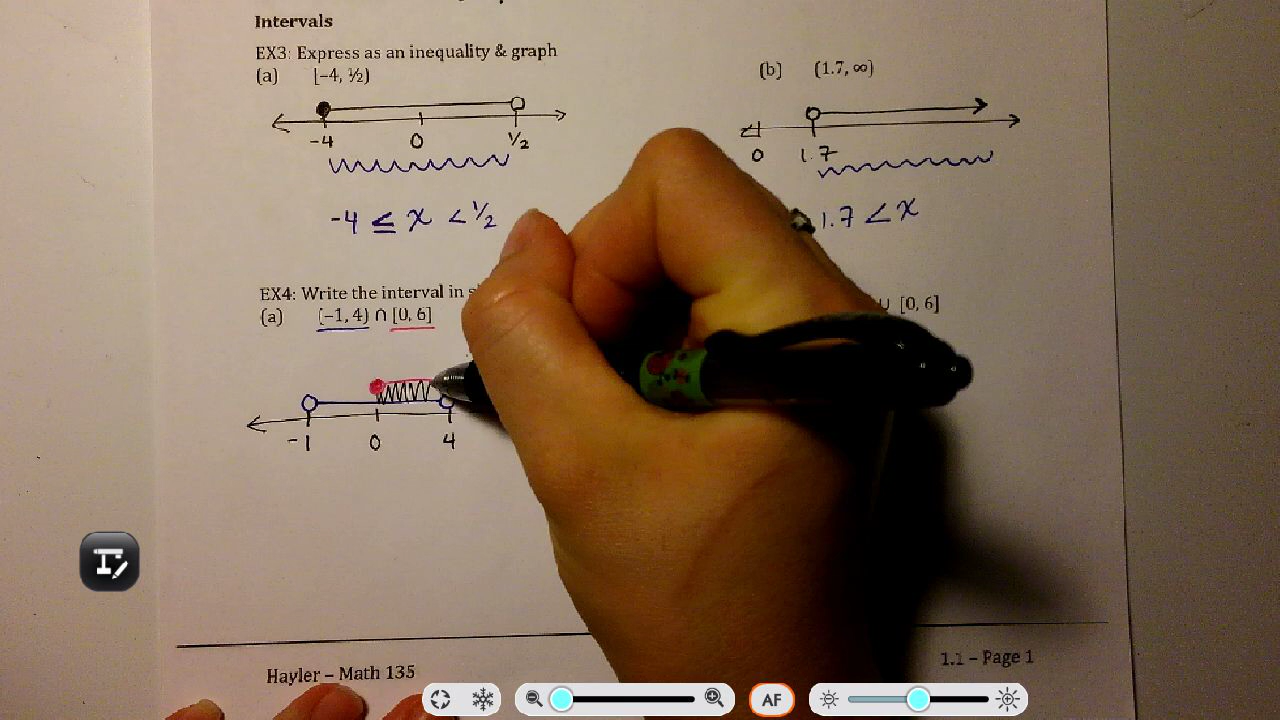 Intervals
EX3: Express as an inequality & graph
(a) [−4, ½)
(b) (1.7, ∞)
-4 0 1/2
0 1.7
-4 ≤ x < 1/2
1.7 < x
EX4: Write the interval in
(a) (−1, 4) ∩ [0, 6]
∪ [0, 6]
-1 0 4
Hayler – Math 135
1.1 – Page 1
AF